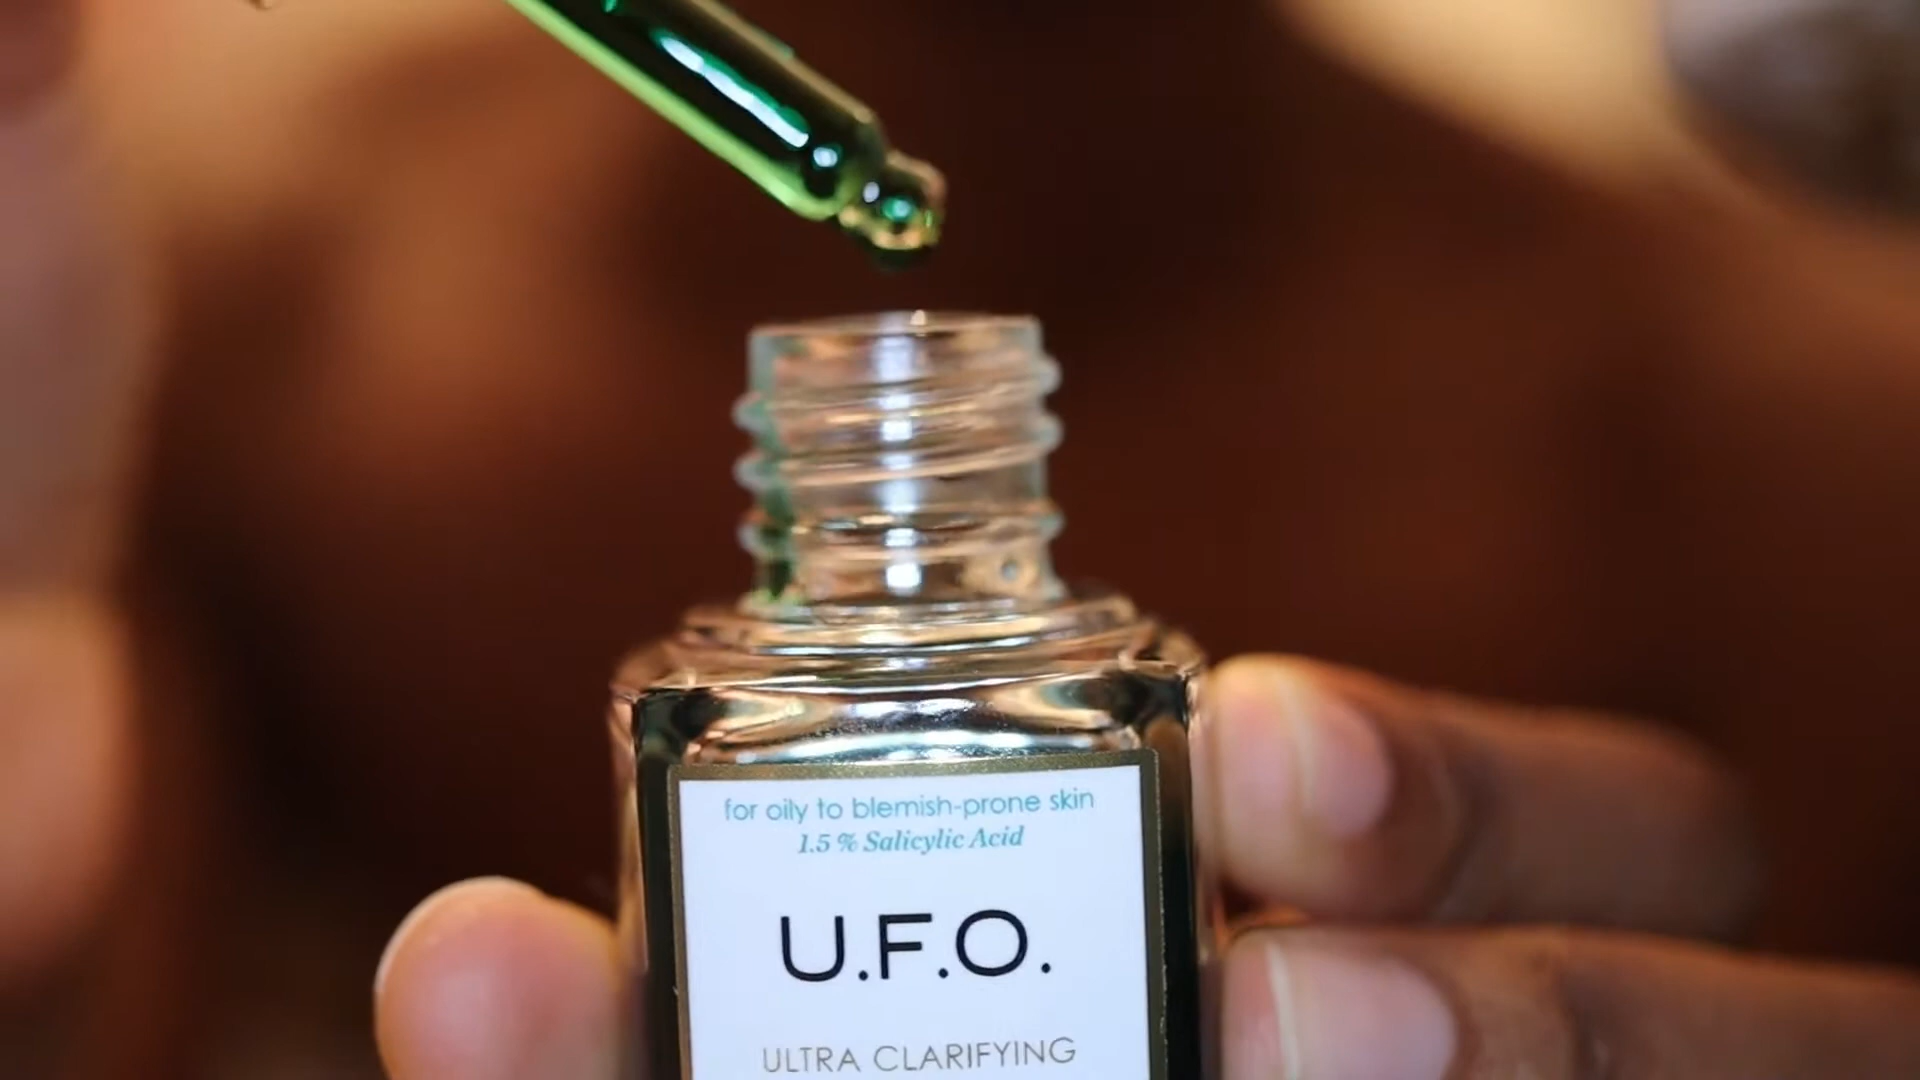 for oily to blemish-prone skin
1.5 % Salicylic Acid
U.F.O.
ULTRA CLARIFYING